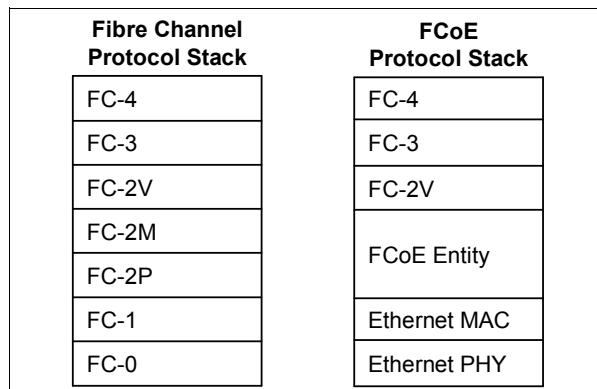 Fibre Channel
Protocol Stack
FC-4
FC-3
FC-2V
FC-2M
FC-2P
FC-1
FC-0
FCoE
Protocol Stack
FC-4
FC-3
FC-2V
FCoE Entity
Ethernet MAC
Ethernet PHY